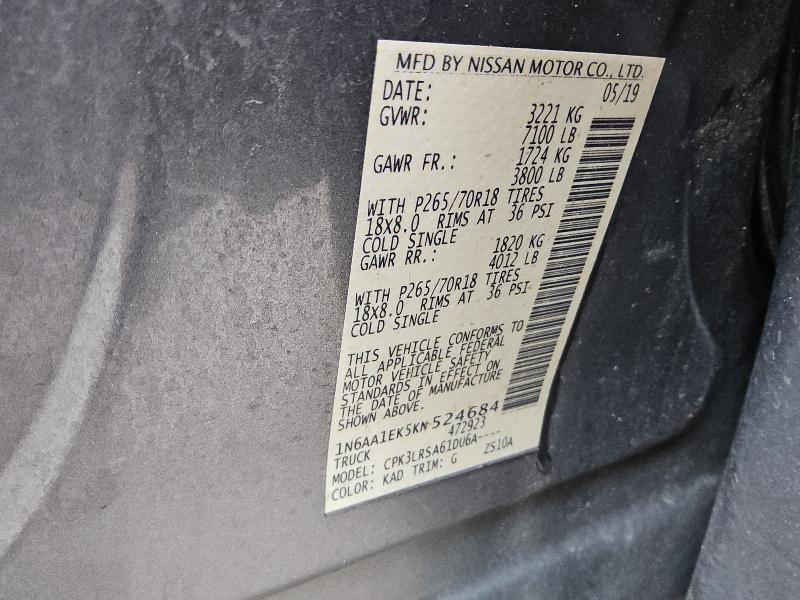 MFD BY NISSAN MOTOR CO., LTD.
DATE: 05/19
GVWR: 3221 KG
7100 LB
GAWR FR.: 1724 KG
3800 LB
WITH P265/70R18 TIRES
18X8.0 RIMS AT 36 PSI
COLD SINGLE
GAWR RR.: 1820 KG
4012 LB
WITH P265/70R18 TIRES
18X8.0 RIMS AT 36 PSI
COLD SINGLE
THIS VEHICLE CONFORMS TO
ALL APPLICABLE FEDERAL
MOTOR VEHICLE SAFETY
STANDARDS IN EFFECT ON
THE DATE OF MANUFACTURE
SHOWN ABOVE.
1N6AA1EK5KN524684
TRUCK 472923
MODEL: CPK3LRSA61DU6A----
COLOR: KAD TRIM: G ZS10A